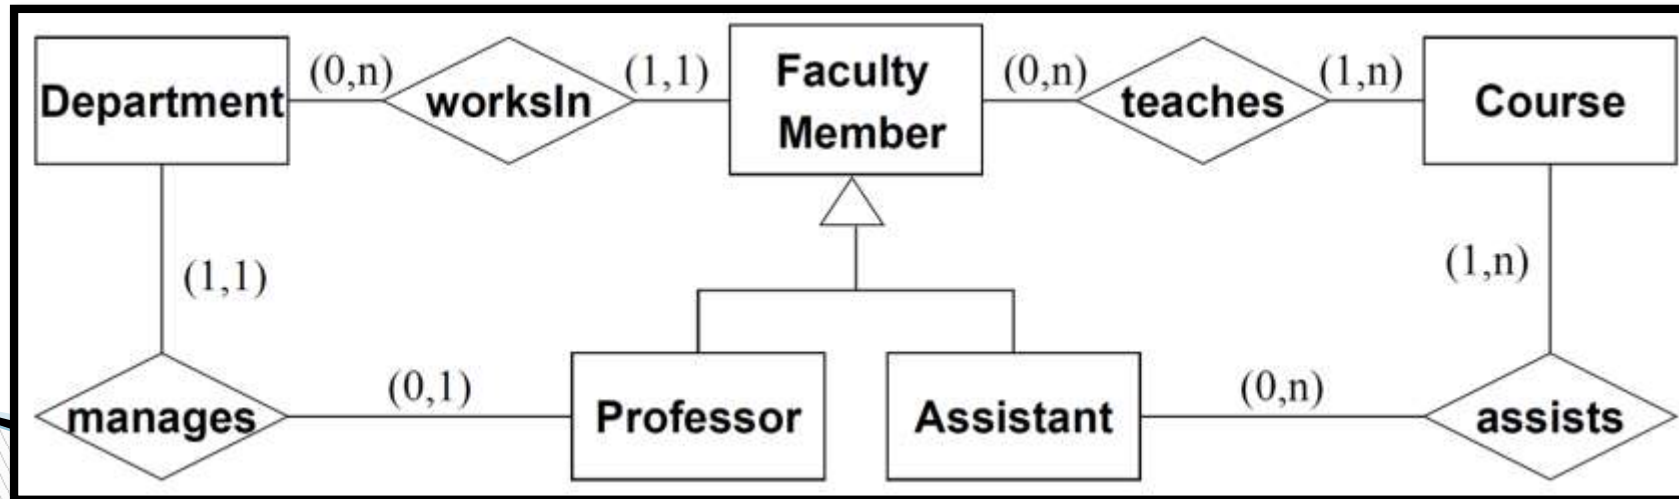 Department
(0,n)
worksIn
(1,1)
Faculty
Member
(0,n)
teaches
(1,n)
Course
(1,1)
(1,n)
manages
(0,1)
Professor
Assistant
(0,n)
assists